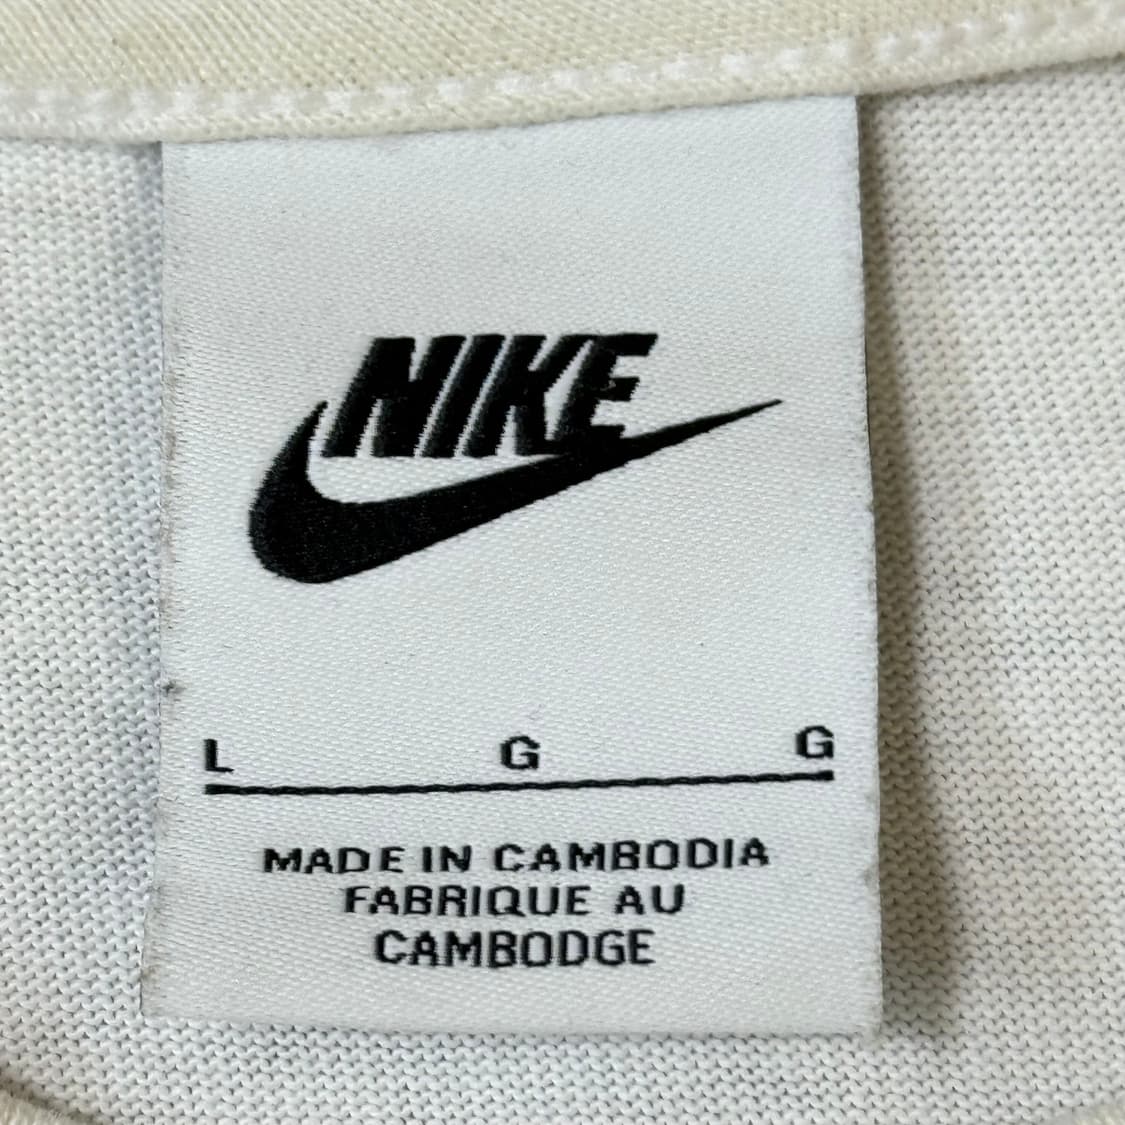 NIKE
L G G
MADE IN CAMBODIA
FABRIQUE AU
CAMBODGE